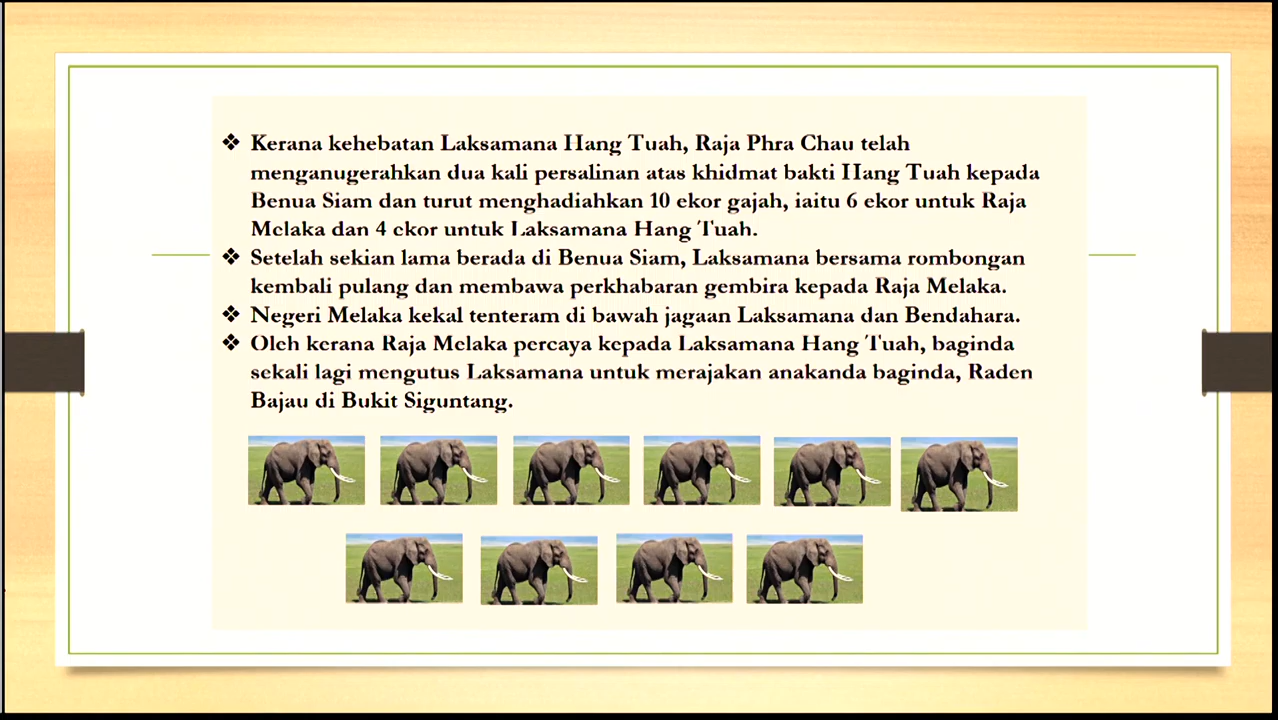 ❖ Kerana kehebatan Laksamana Hang Tuah, Raja Phra Chau telah
menganugerahkan dua kali persalinan atas khidmat bakti Hang Tuah kepada
Benua Siam dan turut menghadiahkan 10 ekor gajah, iaitu 6 ekor untuk Raja
Melaka dan 4 ekor untuk Laksamana Hang Tuah.
❖ Setelah sekian lama berada di Benua Siam, Laksamana bersama rombongan
kembali pulang dan membawa perkhabaran gembira kepada Raja Melaka.
❖ Negeri Melaka kekal tenteram di bawah jagaan Laksamana dan Bendahara.
❖ Oleh kerana Raja Melaka percaya kepada Laksamana Hang Tuah, baginda
sekali lagi mengutus Laksamana untuk merajakan anakanda baginda, Raden
Bajau di Bukit Siguntang.